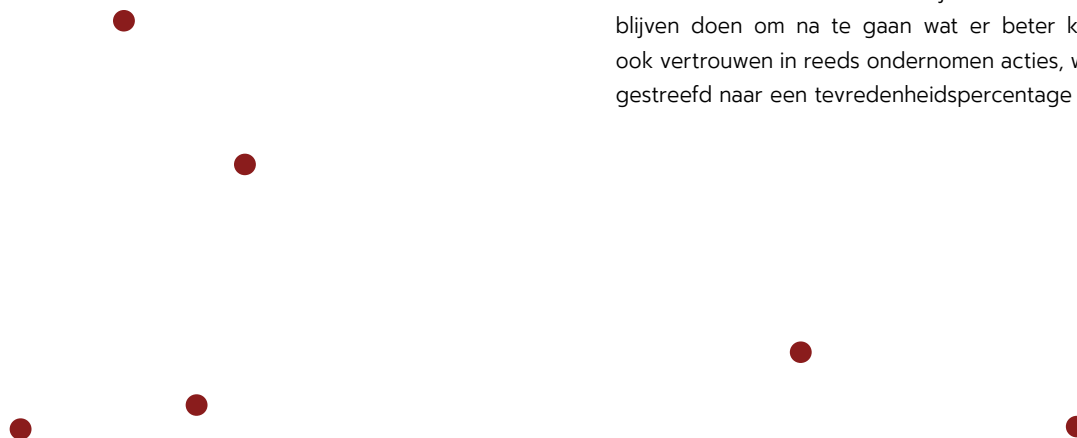 blijven doen om na te gaan wat er beter
ook vertrouwen in reeds ondernomen acties,
gestreefd naar een tevredenheidspercentage